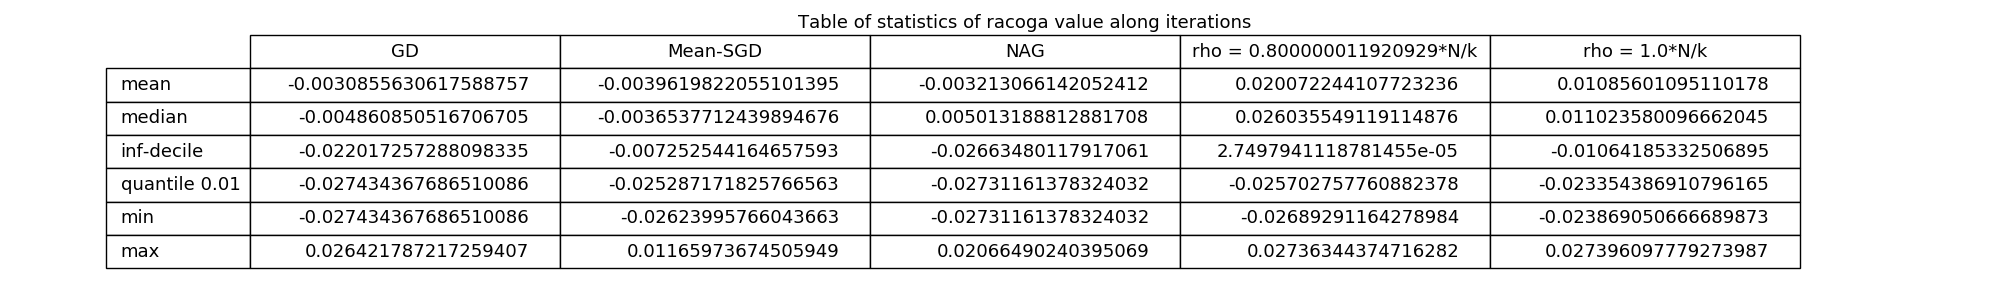 Table of statistics of racoga value along iterations
GD Mean-SGD NAG rho = 0.800000011920929*N/k rho = 1.0*N/k
mean -0.0030855630617588757 -0.0039619822055101395 -0.003213066142052412 0.020072244107723236 0.01085601095110178
median -0.004860850516706705 -0.0036537712439894676 0.005013188812881708 0.026035549119114876 0.011023580096662045
inf-decile -0.022017257288098335 -0.007252544164657593 -0.02663480117917061 2.7497941118781455e-05 -0.01064185332506895
quantile 0.01 -0.027434367686510086 -0.025287171825766563 -0.02731161378324032 -0.025702757760882378 -0.023354386910796165
min -0.027434367686510086 -0.02623995766043663 -0.02731161378324032 -0.02689291164278984 -0.023869050666689873
max 0.026421787217259407 0.01165973674505949 0.02066490240395069 0.02736344374716282 0.027396097779273987